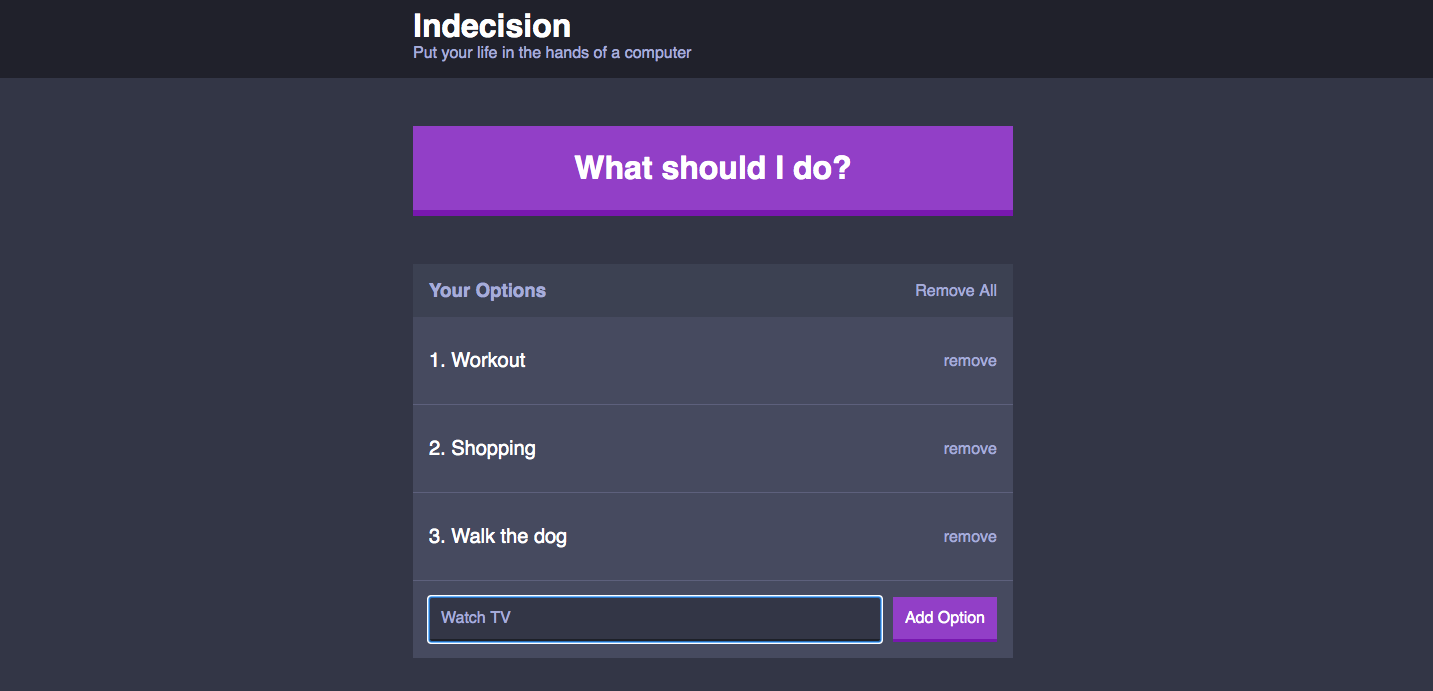 Indecision
Put your life in the hands of a computer
What should I do?
Your Options
Remove All
1. Workout
remove
2. Shopping
remove
3. Walk the dog
remove
Watch TV
Add Option